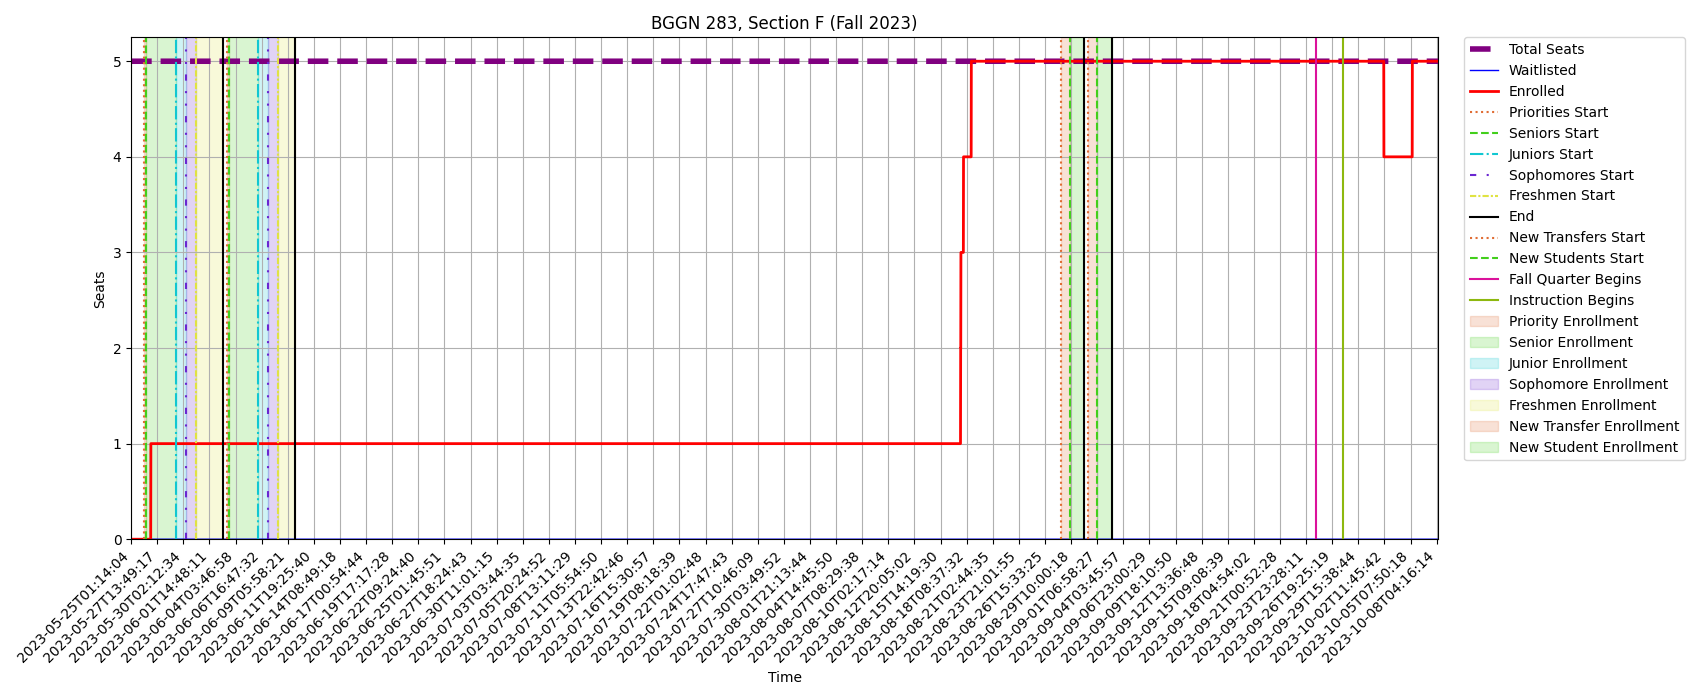 BGGN 283, Section F (Fall 2023)
Seats
5
4
3
2
1
0
2023-05-25T01:14:04
2023-05-27T13:49:17
2023-05-30T02:12:34
2023-06-01T14:48:11
2023-06-04T03:46:58
2023-06-06T16:47:32
2023-06-09T05:58:21
2023-06-11T19:25:40
2023-06-14T08:49:18
2023-06-17T00:54:44
2023-06-19T17:17:28
2023-06-22T09:24:40
2023-06-25T01:45:51
2023-06-27T18:24:43
2023-06-30T11:01:15
2023-07-03T03:44:35
2023-07-05T20:24:52
2023-07-08T13:11:29
2023-07-11T05:54:50
2023-07-13T22:42:46
2023-07-16T15:30:57
2023-07-19T08:18:39
2023-07-22T01:02:48
2023-07-24T17:47:43
2023-07-27T10:46:09
2023-07-30T03:49:52
2023-08-01T21:13:44
2023-08-04T14:45:50
2023-08-07T08:29:38
2023-08-10T02:17:14
2023-08-12T20:05:02
2023-08-15T14:19:30
2023-08-18T08:37:32
2023-08-21T02:44:35
2023-08-23T21:01:55
2023-08-26T15:33:25
2023-08-29T10:00:18
2023-09-01T06:58:27
2023-09-04T03:45:57
2023-09-06T23:00:29
2023-09-09T18:10:50
2023-09-12T13:36:48
2023-09-15T09:08:39
2023-09-18T04:54:02
2023-09-21T00:52:28
2023-09-23T23:28:11
2023-09-26T19:25:19
2023-09-29T15:38:44
2023-10-02T11:45:42
2023-10-05T07:50:18
2023-10-08T04:16:14
Time
Total Seats
Waitlisted
Enrolled
Priorities Start
Seniors Start
Juniors Start
Sophomores Start
Freshmen Start
End
New Transfers Start
New Students Start
Fall Quarter Begins
Instruction Begins
Priority Enrollment
Senior Enrollment
Junior Enrollment
Sophomore Enrollment
Freshmen Enrollment
New Transfer Enrollment
New Student Enrollment